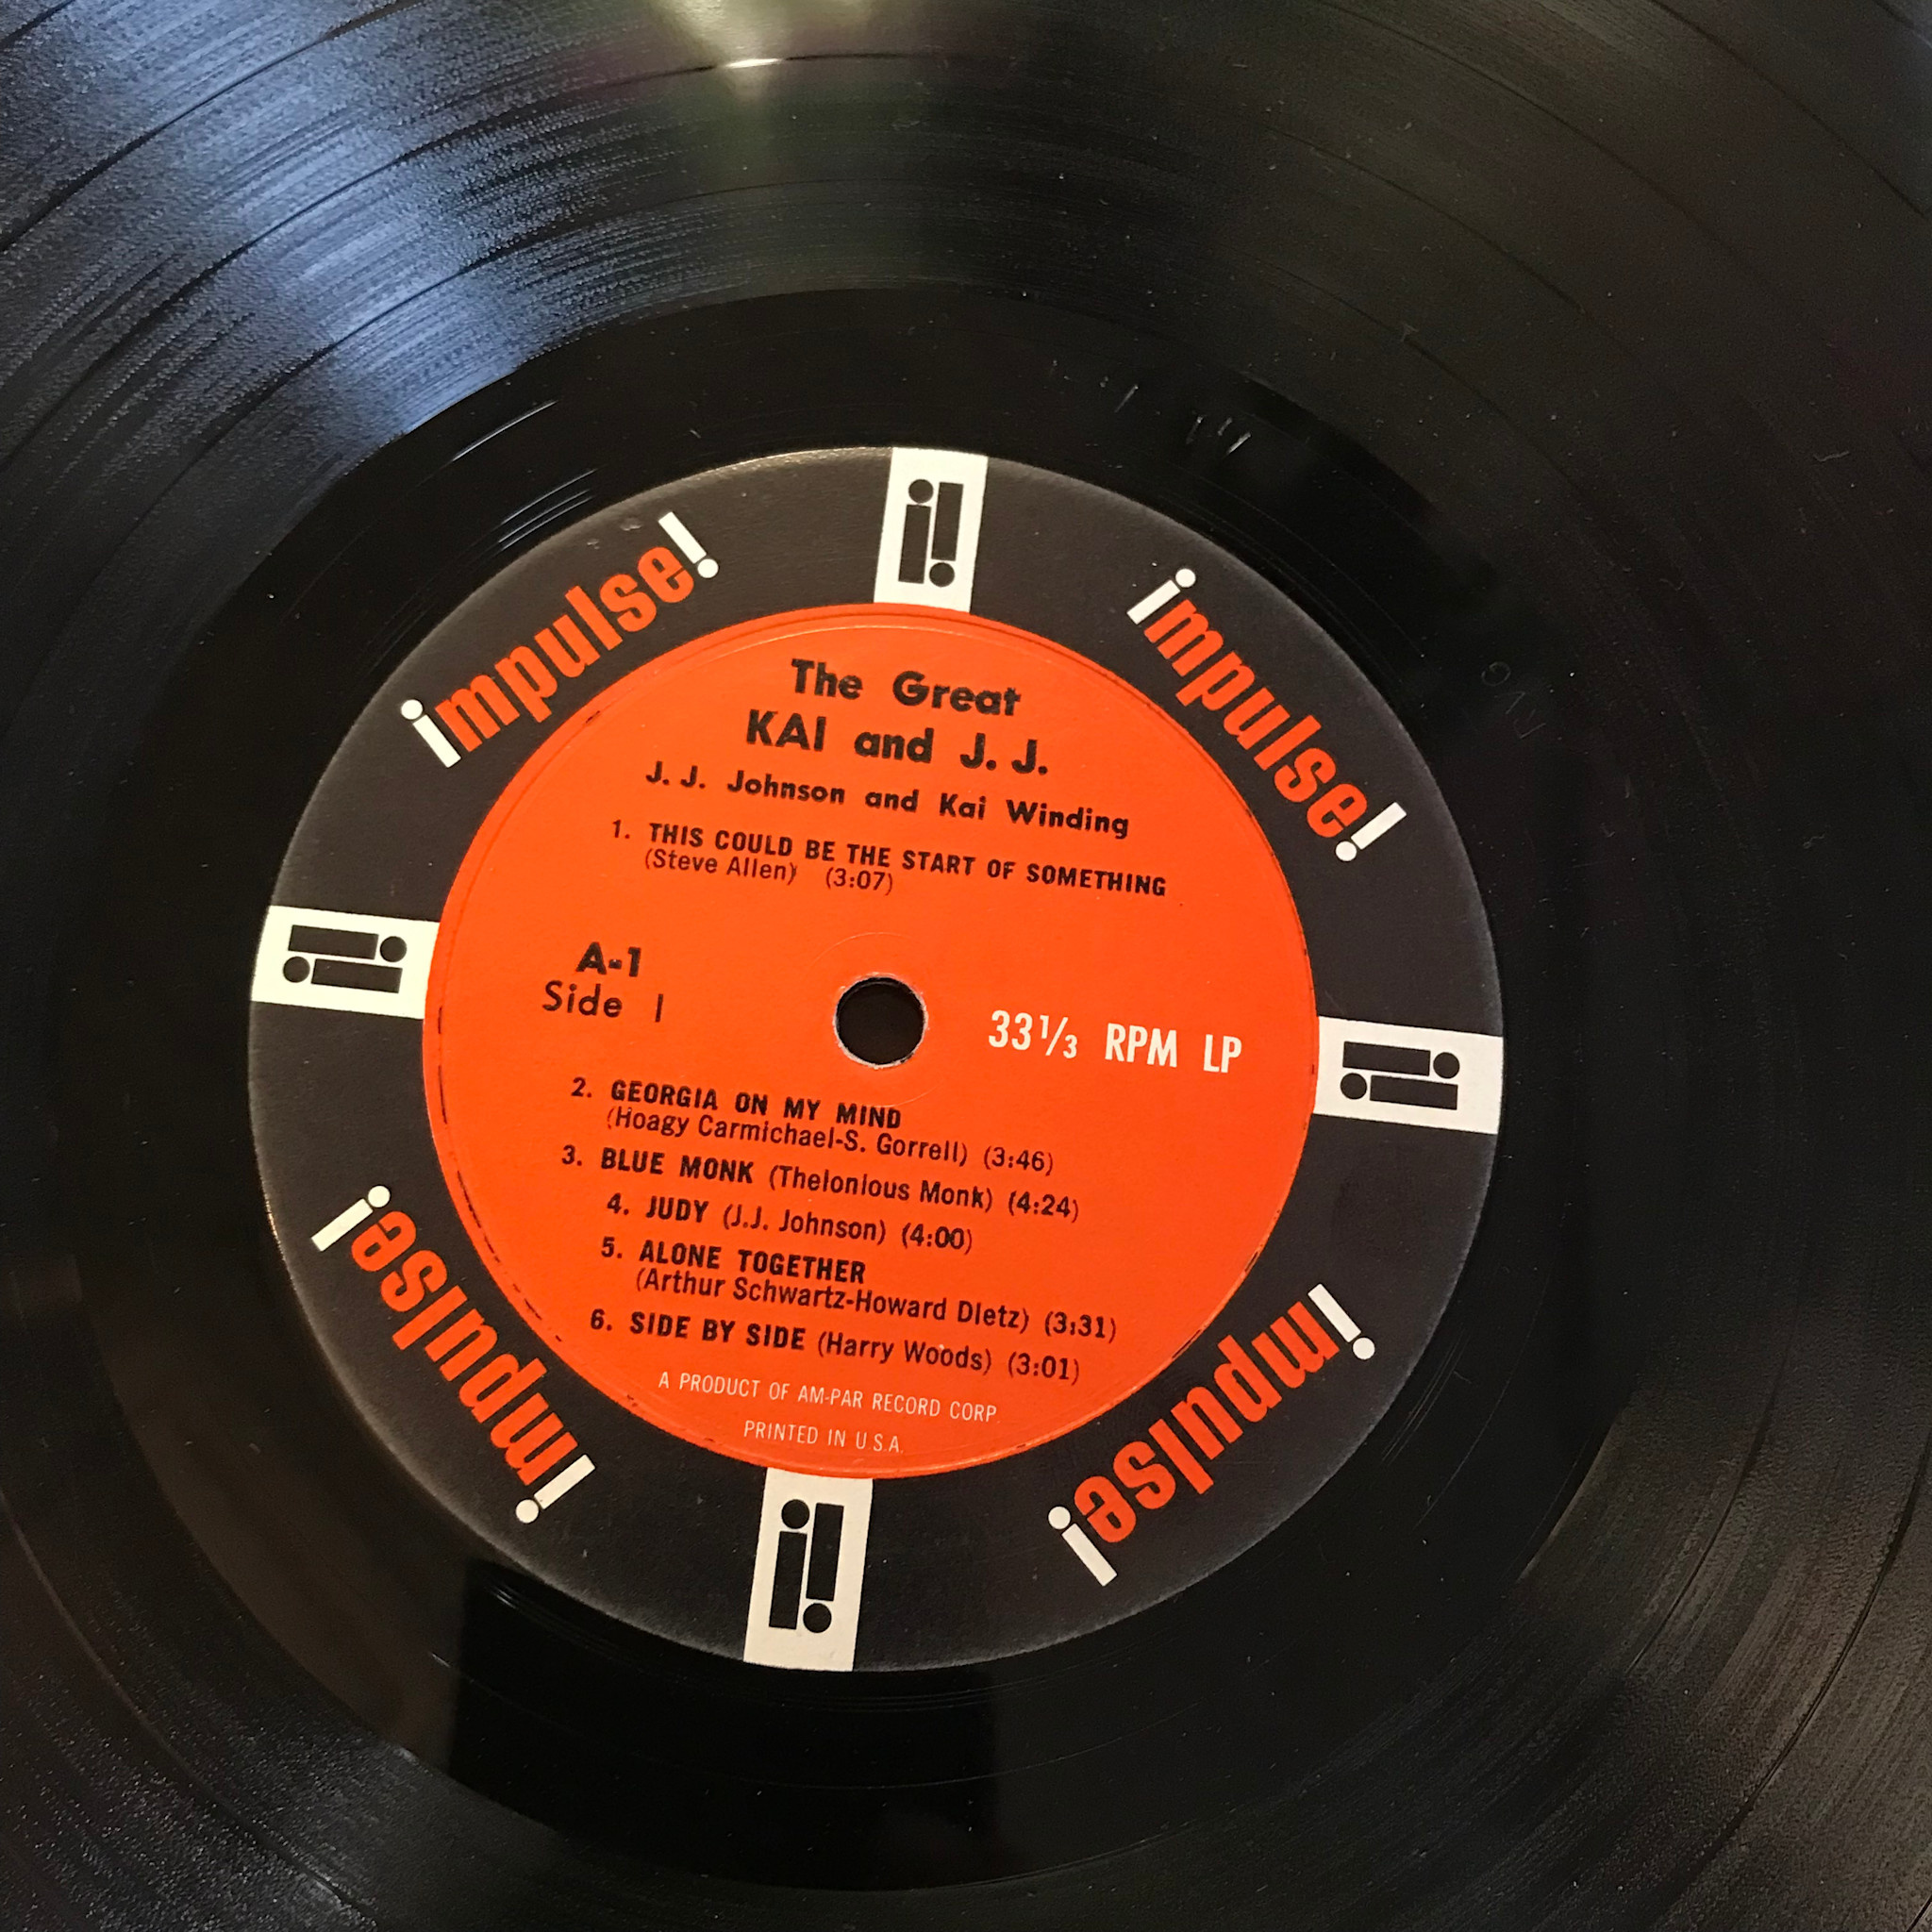 impulse!
impulse!
The Great
KAI and J. J.
J. J. Johnson and Kai Winding
1. THIS COULD BE THE START OF SOMETHING
(Steve Allen) (3:07)
A-1
Side I
33⅓ RPM LP
2. GEORGIA ON MY MIND
(Hoagy Carmichael-S. Gorrell) (3:46)
3. BLUE MONK (Thelonious Monk) (4:24)
4. JUDY (J.J. Johnson) (4:00)
5. ALONE TOGETHER
(Arthur Schwartz-Howard Dietz) (3:31)
6. SIDE BY SIDE (Harry Woods) (3:01)
A PRODUCT OF AM-PAR RECORD CORP.
PRINTED IN U.S.A.
impulse!
impulse!